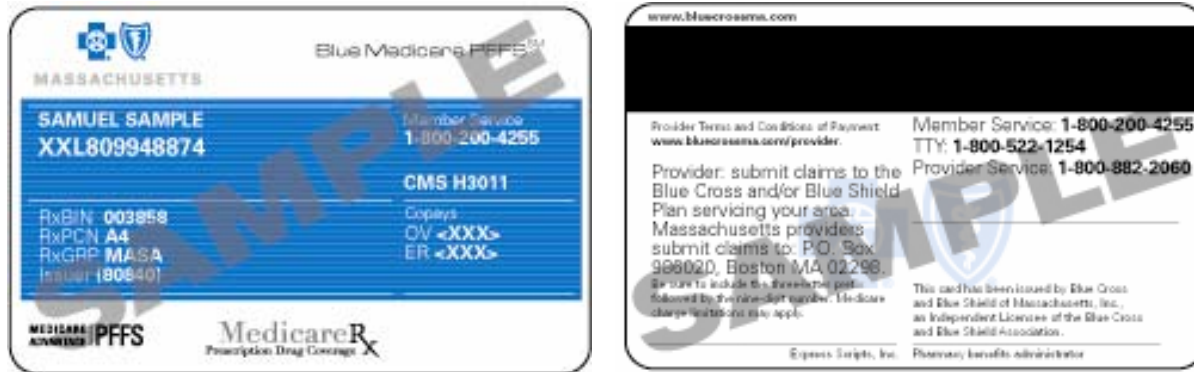 MASSACHUSETTS
Blue Medicare PFFS SM
SAMUEL SAMPLE
XXL809948874
Member Service
1-800-200-4255
CMS H3011
RxBIN 003858
RxPCN A4
RxGRP MASA
Issuer (80840)
Copays
OV <XXX>
ER <XXX>
MEDICARE
ADVANTAGE PFFS
Medicare Rx
Prescription Drug Coverage
SAMPLE
www.bluecrossma.com
Provider Terms and Conditions of Payment
www.bluecrossma.com/provider.
Provider: submit claims to the
Blue Cross and/or Blue Shield
Plan servicing your area.
Massachusetts providers
submit claims to: P.O. Box
986020, Boston MA 02298.
Be sure to include the three-letter
followed by the nine-digit number. Medicare
charge limitations may apply.
Express Scripts, Inc.
Member Service: 1-800-200-4255
TTY: 1-800-522-1254
Provider Service: 1-800-882-2060
This card has been issued by Blue Cross
and Blue Shield of Massachusetts, Inc.,
an Independent Licensee of the Blue Cross
and Blue Shield Association.
Pharmacy benefits administrator
SAMPLE